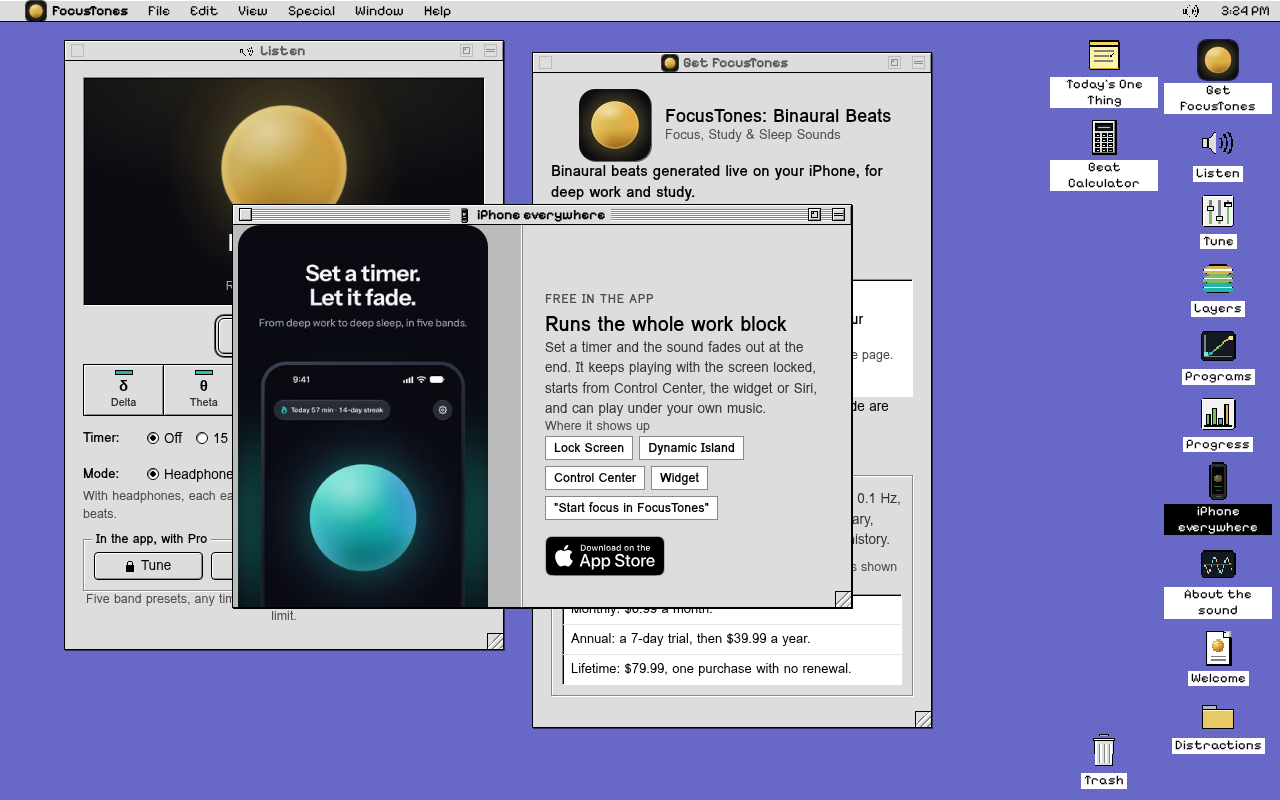 FocusTones File Edit View Special Window Help 3:24 PM
Listen
Timer: Off 15
Mode: Headphone
With headphones, each ea
beats.
In the app, with Pro
Tune
δ
Delta
θ
Theta
Five band presets, any tim
limit.
Get FocusTones
FocusTones: Binaural Beats
Focus, Study & Sleep Sounds
Binaural beats generated live on your iPhone, for
deep work and study.
ur
e page.
de are
0.1 Hz,
ary,
history.
s shown
Monthly: $6.99 a month.
Annual: a 7-day trial, then $39.99 a year.
Lifetime: $79.99, one purchase with no renewal.
iPhone everywhere
Set a timer.
Let it fade.
From deep work to deep sleep, in five bands.
9:41
Today 57 min · 14-day streak
FREE IN THE APP
Runs the whole work block
Set a timer and the sound fades out at the
end. It keeps playing with the screen locked,
starts from Control Center, the widget or Siri,
and can play under your own music.
Where it shows up
Lock Screen Dynamic Island
Control Center Widget
"Start focus in FocusTones"
Download on the
App Store
Today's One
Thing
Beat
Calculator
Get
FocusTones
Listen
Tune
Layers
Programs
Progress
iPhone
everywhere
About the
sound
Welcome
Distractions
Trash